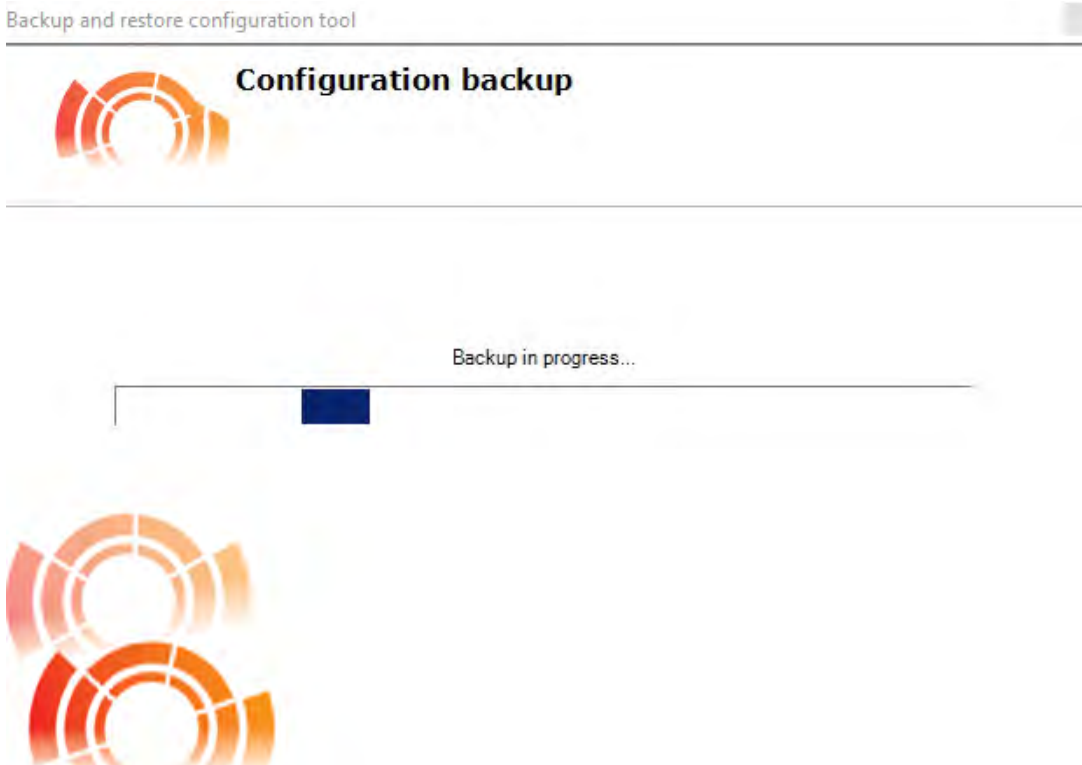 Backup and restore configuration tool
Configuration backup
Backup in progress...